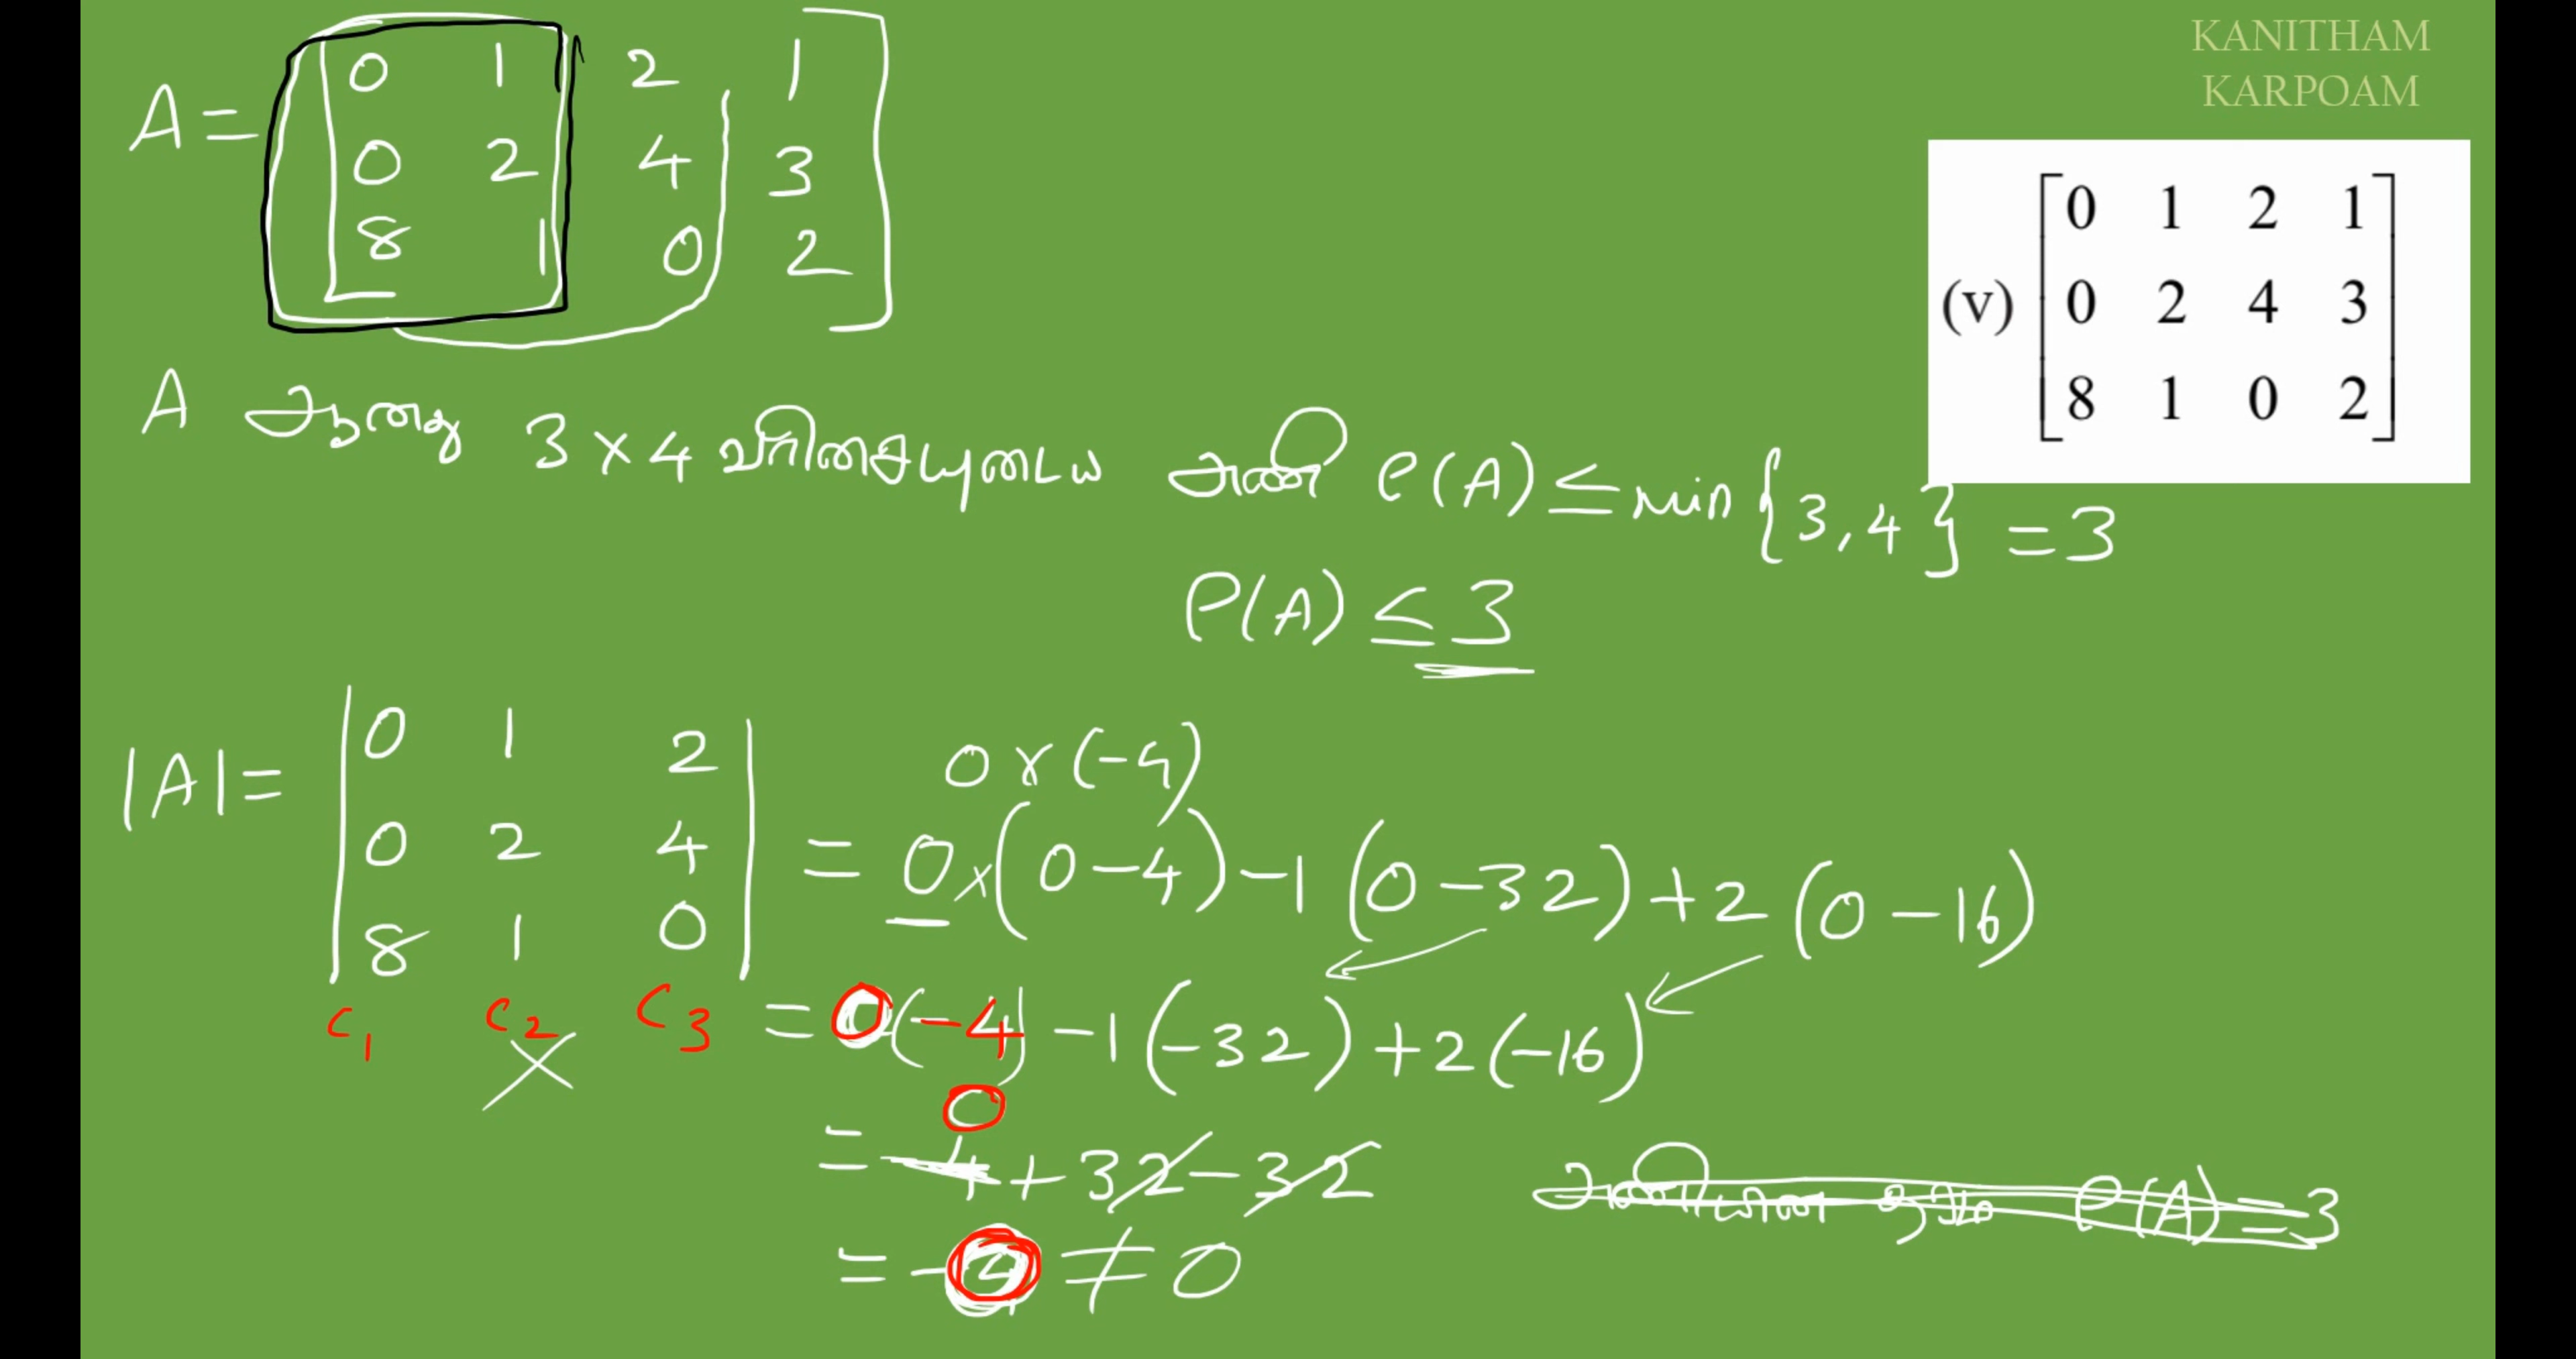 KANITHAM
KARPOAM
A = [ 0 1 2 1
0 2 4 3
8 1 0 2 ]
(v) [ 0 1 2 1
0 2 4 3
8 1 0 2 ]
A 3 × 4 வரிசையுடைய அணி ρ(A) ≤ min {3, 4} = 3
ρ(A) ≤ 3
|A| = | 0 1 2
0 2 4
8 1 0 |
0 × (-4)
= 0 × (0 - 4) - 1 (0 - 32) + 2 (0 - 16)
C1 C2 C3
= 0 (-4) - 1 (-32) + 2 (-16)
0
= -4 + 32 - 32
அணியின் தரம் ρ(A) = 3
= -4 ≠ 0